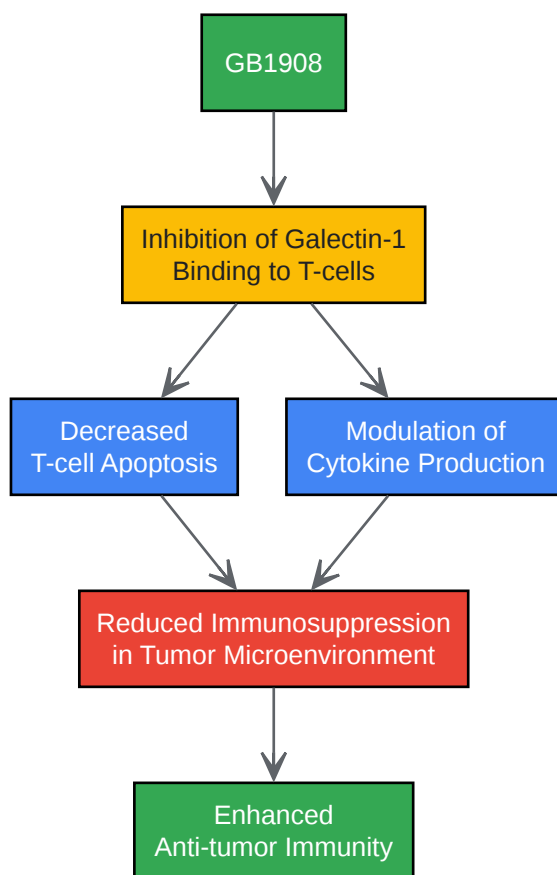 GB1908
Inhibition of Galectin-1
Binding to T-cells
Decreased
T-cell Apoptosis
Modulation of
Cytokine Production
Reduced Immunosuppression
in Tumor Microenvironment
Enhanced
Anti-tumor Immunity